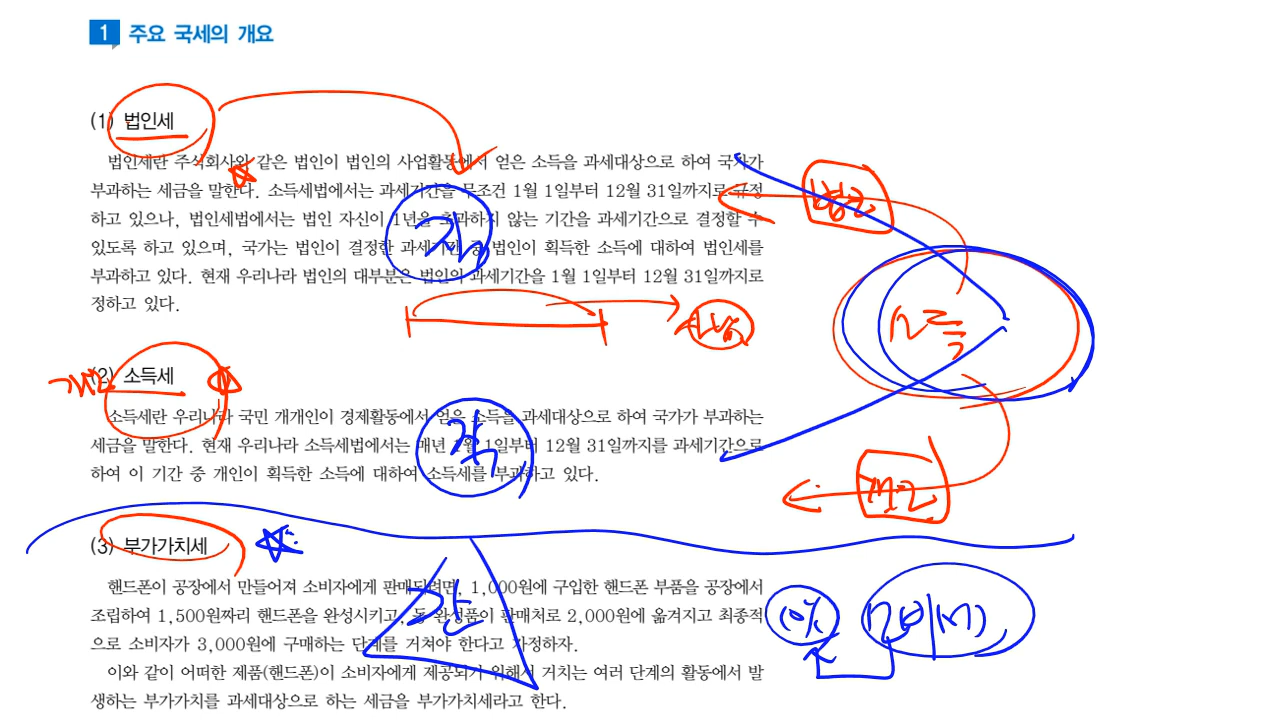 1 주요 국세의 개요
(1) 법인세
법인세란 주식회사와 같은 법인이 법인의 사업활동에서 얻은 소득을 과세대상으로 하여 국가가
부과하는 세금을 말한다. 소득세법에서는 과세기간을 무조건 1월 1일부터 12월 31일까지로 규정
하고 있으나, 법인세법에서는 법인 자신이 1년을 초과하지 않는 기간을 과세기간으로 결정할 수
있도록 하고 있으며, 국가는 법인이 결정한 과세기간 중 법인이 획득한 소득에 대하여 법인세를
부과하고 있다. 현재 우리나라 법인의 대부분은 법인의 과세기간을 1월 1일부터 12월 31일까지로
정하고 있다.
소득
(2) 소득세
소득세란 우리나라 국민 개개인이 경제활동에서 얻은 소득을 과세대상으로 하여 국가가 부과하는
세금을 말한다. 현재 우리나라 소득세법에서는 매년 1월 1일부터 12월 31일까지를 과세기간으로
하여 이 기간 중 개인이 획득한 소득에 대하여 소득세를 부과하고 있다.
(3) 부가가치세
핸드폰이 공장에서 만들어져 소비자에게 판매되려면, 1,000원에 구입한 핸드폰 부품을 공장에서
조립하여 1,500원짜리 핸드폰을 완성시키고, 동 완성품이 판매처로 2,000원에 옮겨지고 최종적
으로 소비자가 3,000원에 구매하는 단계를 거쳐야 한다고 가정하자.
간
10%
이와 같이 어떠한 제품(핸드폰)이 소비자에게 제공되기 위해서 거치는 여러 단계의 활동에서 발
생하는 부가가치를 과세대상으로 하는 세금을 부가가치세라고 한다.